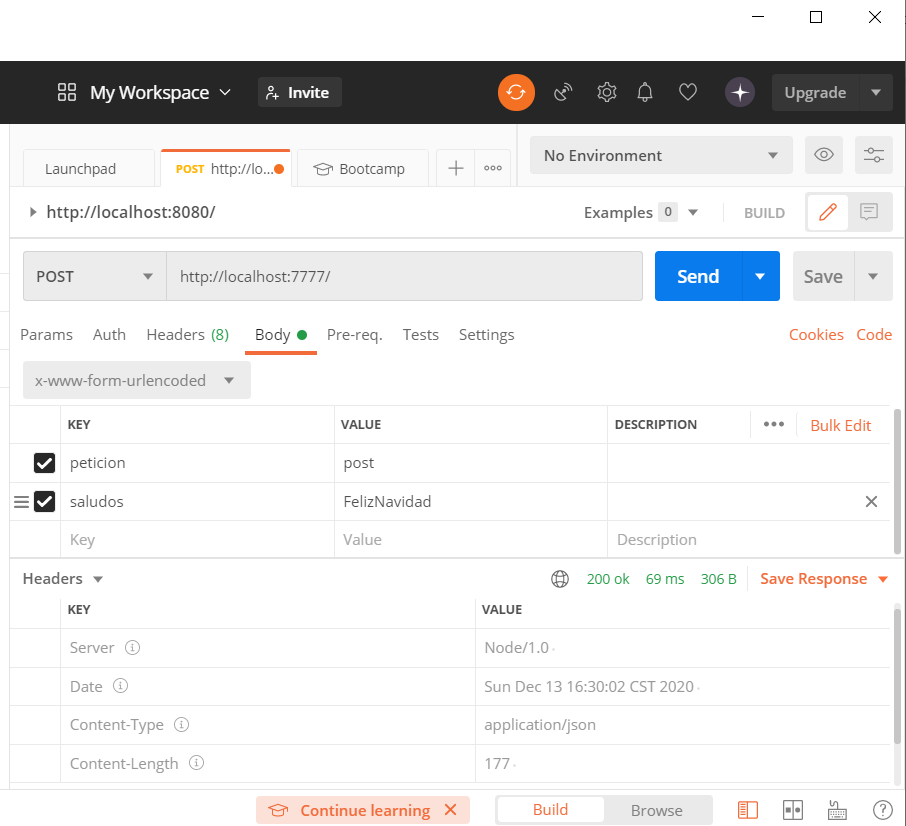 My Workspace Invite Upgrade
Launchpad POST http://lo... Bootcamp No Environment
http://localhost:8080/ Examples 0 BUILD
POST http://localhost:7777/ Send Save
Params Auth Headers (8) Body Pre-req. Tests Settings Cookies Code
x-www-form-urlencoded
KEY VALUE DESCRIPTION Bulk Edit
peticion post
saludos FelizNavidad
Key Value Description
Headers 200 ok 69 ms 306 B Save Response
KEY VALUE
Server Node/1.0
Date Sun Dec 13 16:30:02 CST 2020
Content-Type application/json
Content-Length 177
Continue learning Build Browse